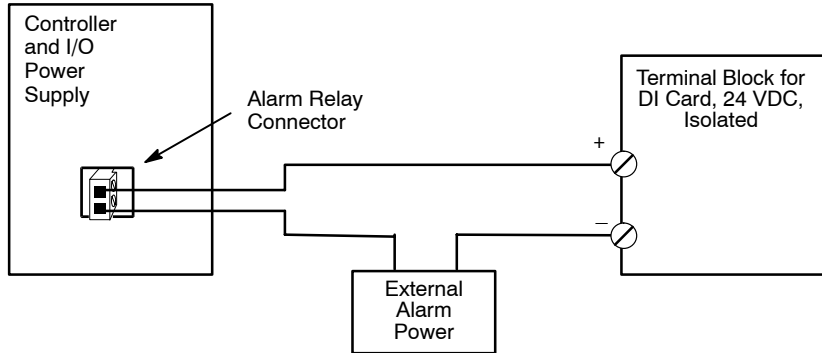 Controller
and I/O
Power
Supply
Alarm Relay
Connector
Terminal Block for
DI Card, 24 VDC,
Isolated
+
–
External
Alarm
Power